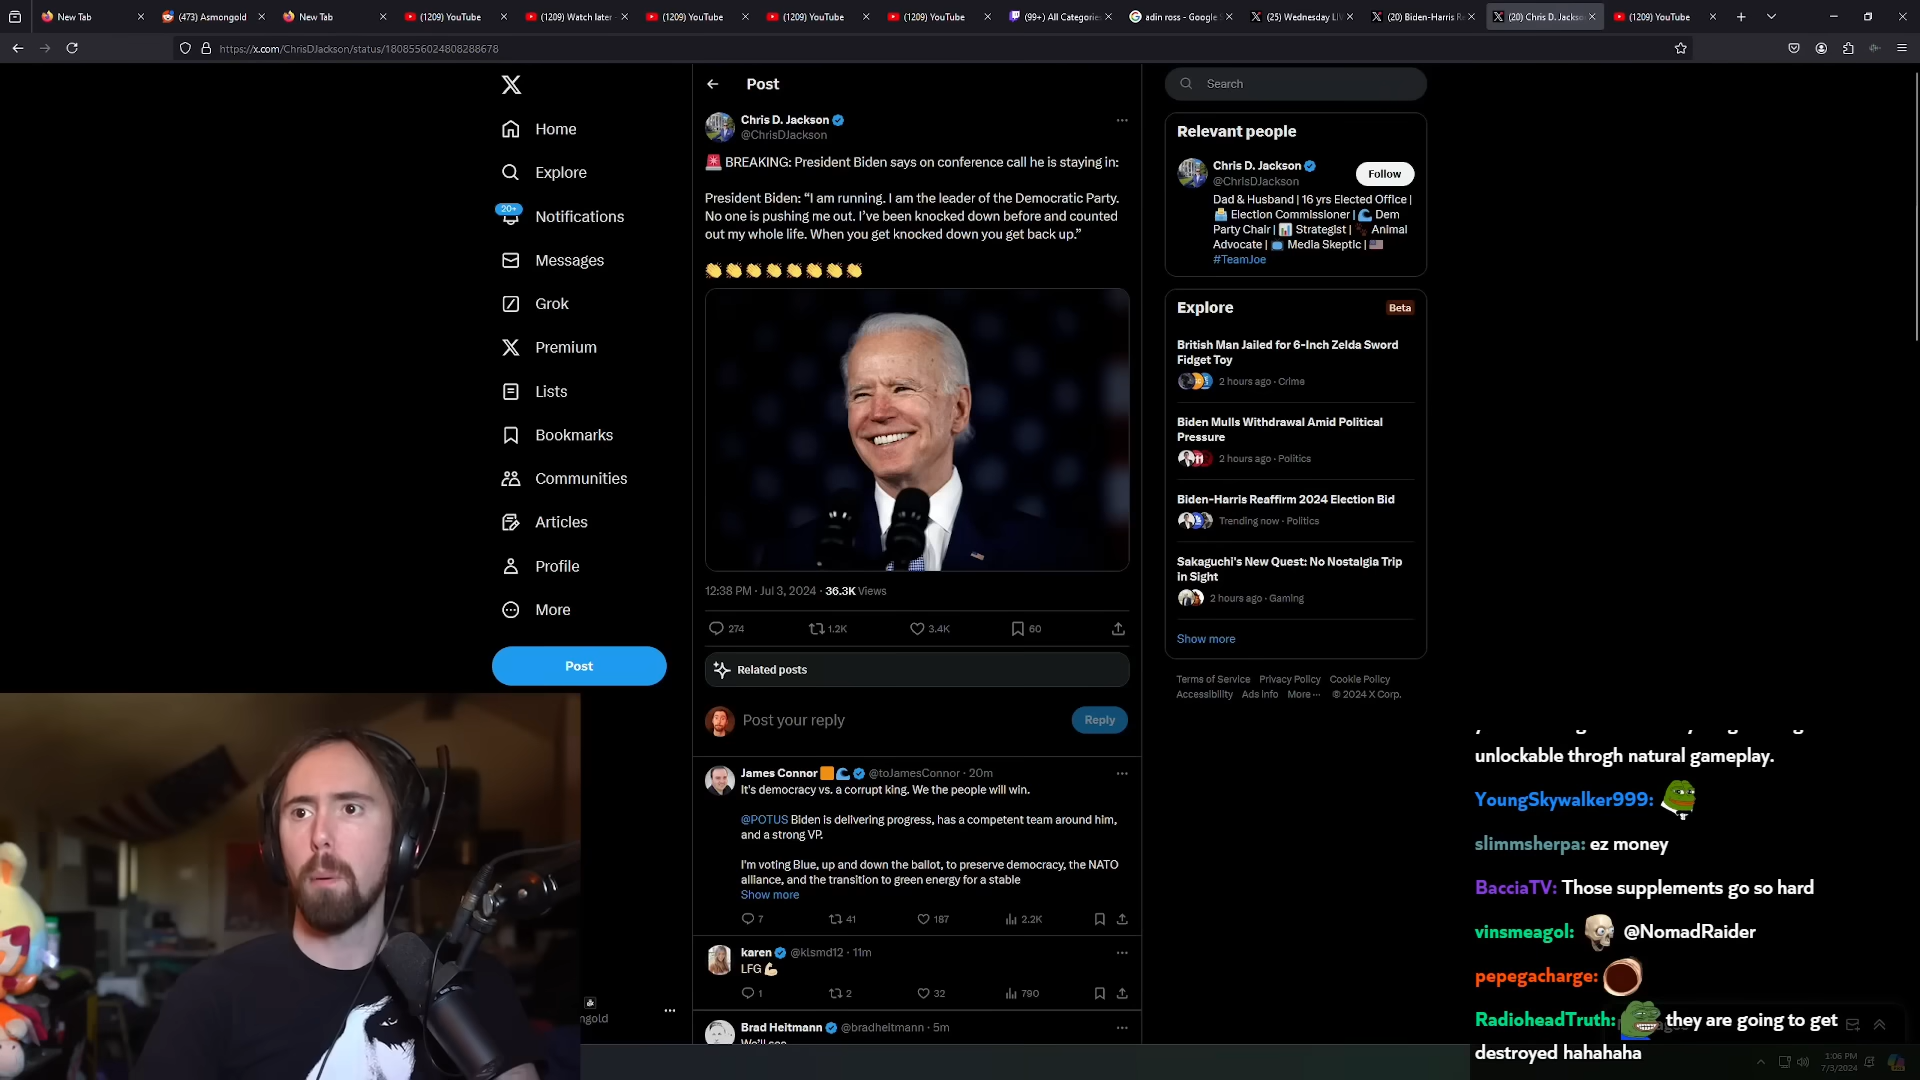 New Tab
(473) Asmongold
New Tab
(1209) YouTube
(1209) Watch later -
(1209) YouTube
(1209) YouTube
(1209) YouTube
(99+) All Categorie
adin ross - Google S
(25) Wednesday LI
(20) Biden-Harris R
(20) Chris D. Jackso
(1209) YouTube
https://x.com/ChrisDJackson/status/1808556024808288678
Home
Explore
20+
Notifications
Messages
Grok
Premium
Lists
Bookmarks
Communities
Articles
Profile
More
Post
ngold
Post
Chris D. Jackson
@ChrisDJackson
🚨 BREAKING: President Biden says on conference call he is staying in:
President Biden: “I am running. I am the leader of the Democratic Party.
No one is pushing me out. I’ve been knocked down before and counted
out my whole life. When you get knocked down you get back up.”
👏👏👏👏👏👏👏👏
12:38 PM · Jul 3, 2024 · 36.3K Views
274 1.2K 3.4K 60
Related posts
Post your reply
Reply
James Connor 🟧🌊 @toJamesConnor · 20m
It's democracy vs. a corrupt king. We the people will win.
@POTUS Biden is delivering progress, has a competent team around him,
and a strong VP.
I'm voting Blue, up and down the ballot, to preserve democracy, the NATO
alliance, and the transition to green energy for a stable
Show more
7 41 187 2.2K
karen @klsmd12 · 11m
LFG 💪🏻
1 2 32 790
Brad Heitmann @bradheitmann · 5m
We'll see
Search
Relevant people
Chris D. Jackson
@ChrisDJackson
Follow
Dad & Husband | 16 yrs Elected Office |
🗳️ Election Commissioner | 🌊 Dem
Party Chair | 📊 Strategist | 🐾 Animal
Advocate | 📺 Media Skeptic | 🇺🇸
#TeamJoe
Explore
Beta
British Man Jailed for 6-Inch Zelda Sword
Fidget Toy
2 hours ago · Crime
Biden Mulls Withdrawal Amid Political
Pressure
2 hours ago · Politics
Biden-Harris Reaffirm 2024 Election Bid
Trending now · Politics
Sakaguchi's New Quest: No Nostalgia Trip
in Sight
2 hours ago · Gaming
Show more
Terms of Service Privacy Policy Cookie Policy
Accessibility Ads info More ··· © 2024 X Corp.
unlockable throgh natural gameplay.
YoungSkywalker999:
slimmsherpa: ez money
BacciaTV: Those supplements go so hard
vinsmeagol: @NomadRaider
pepegacharge:
RadioheadTruth: they are going to get
destroyed hahahaha
1:06 PM
7/3/2024